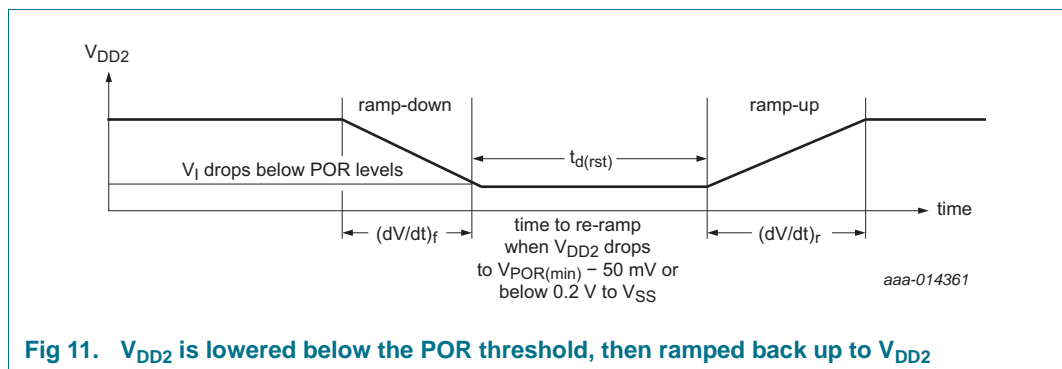 VDD2
ramp-down
ramp-up
VI drops below POR levels
td(rst)
time
(dV/dt)f
time to re-ramp
when VDD2 drops
to VPOR(min) − 50 mV or
below 0.2 V to VSS
(dV/dt)r
aaa-014361
Fig 11. VDD2 is lowered below the POR threshold, then ramped back up to VDD2